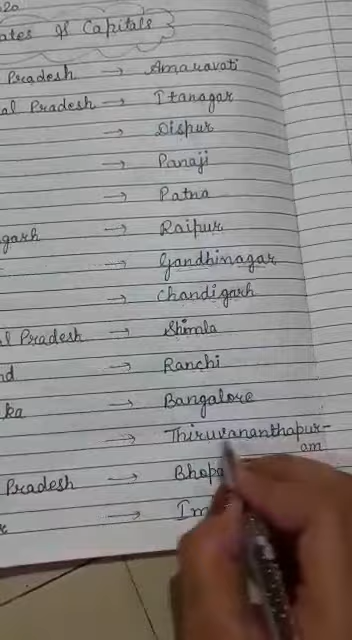 ates of Capitals
Pradesh → Amaravati
al Pradesh → Itanagar
→ Dispur
→ Panaji
→ Patna
garh → Raipur
→ Gandhinagar
→ Chandigarh
al Pradesh → Shimla
nd → Ranchi
ka → Bangalore
→ Thiruvananthapur-
am
Pradesh → Bhopa
→ Im